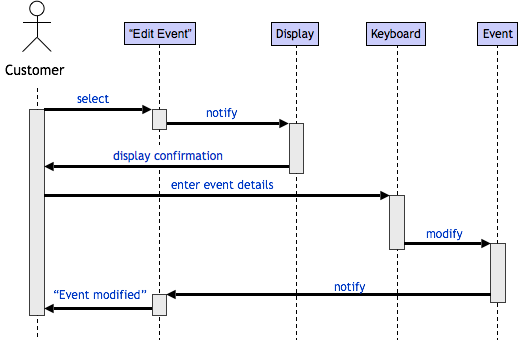 "Edit Event"
Display
Keyboard
Event
Customer
select
notify
display confirmation
enter event details
modify
notify
“Event modified”